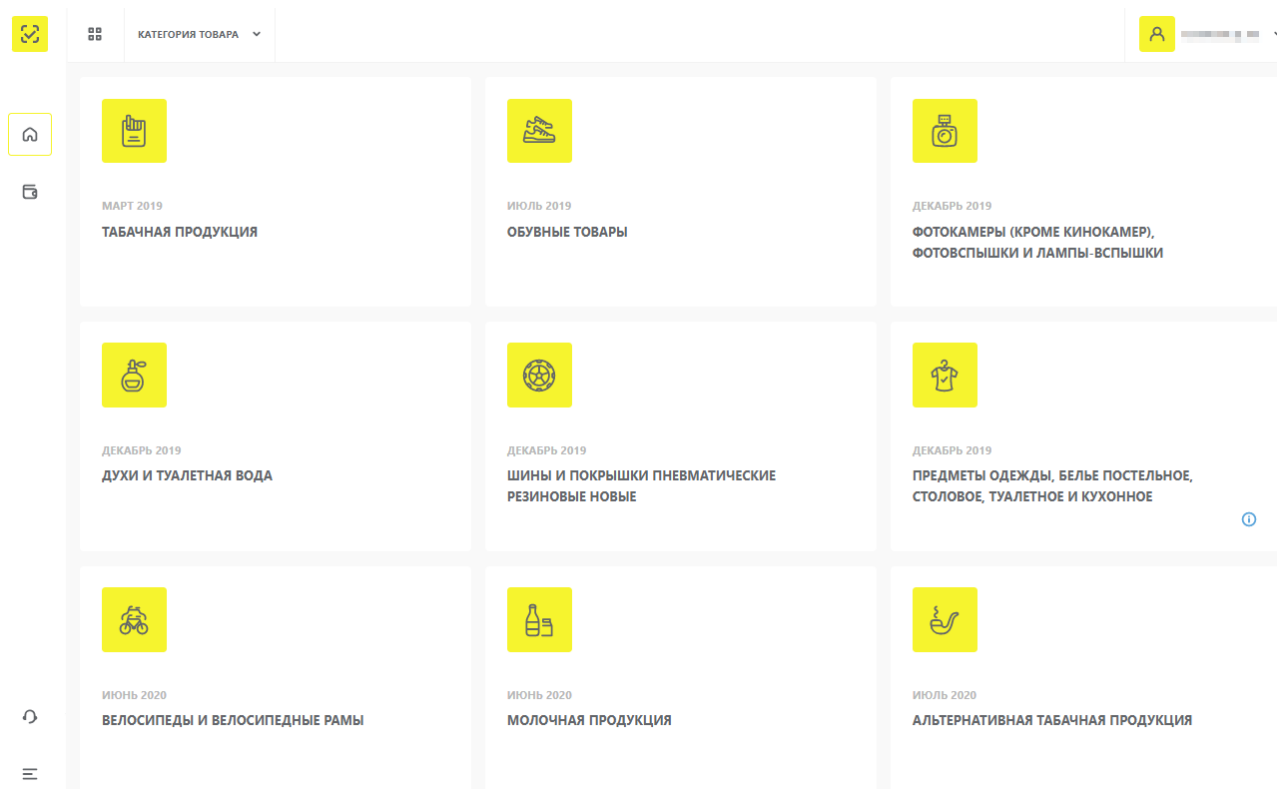 КАТЕГОРИЯ ТОВАРА
МАРТ 2019
ТАБАЧНАЯ ПРОДУКЦИЯ
ИЮЛЬ 2019
ОБУВНЫЕ ТОВАРЫ
ДЕКАБРЬ 2019
ФОТОКАМЕРЫ (КРОМЕ КИНОКАМЕР),
ФОТОВСПЫШКИ И ЛАМПЫ-ВСПЫШКИ
ДЕКАБРЬ 2019
ДУХИ И ТУАЛЕТНАЯ ВОДА
ДЕКАБРЬ 2019
ШИНЫ И ПОКРЫШКИ ПНЕВМАТИЧЕСКИЕ
РЕЗИНОВЫЕ НОВЫЕ
ДЕКАБРЬ 2019
ПРЕДМЕТЫ ОДЕЖДЫ, БЕЛЬЕ ПОСТЕЛЬНОЕ,
СТОЛОВОЕ, ТУАЛЕТНОЕ И КУХОННОЕ
ИЮНЬ 2020
ВЕЛОСИПЕДЫ И ВЕЛОСИПЕДНЫЕ РАМЫ
ИЮНЬ 2020
МОЛОЧНАЯ ПРОДУКЦИЯ
ИЮЛЬ 2020
АЛЬТЕРНАТИВНАЯ ТАБАЧНАЯ ПРОДУКЦИЯ